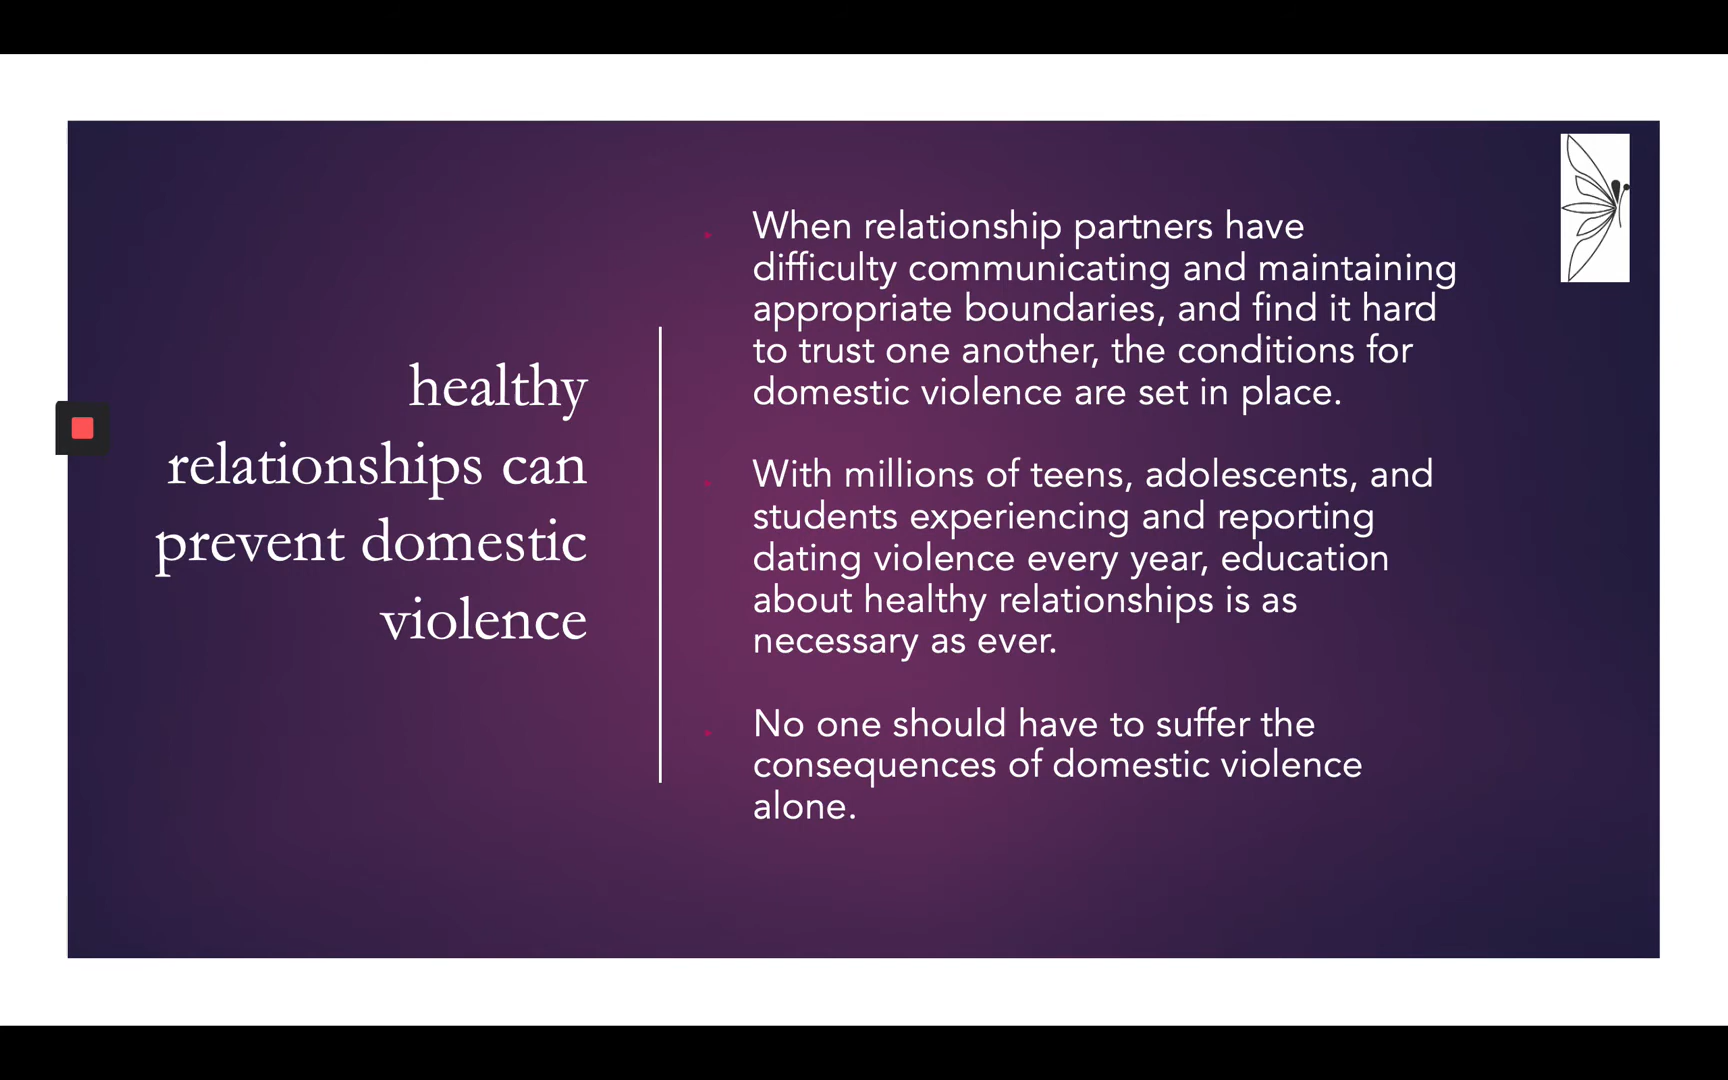 healthy
relationships can
prevent domestic
violence
When relationship partners have
difficulty communicating and maintaining
appropriate boundaries, and find it hard
to trust one another, the conditions for
domestic violence are set in place.
With millions of teens, adolescents, and
students experiencing and reporting
dating violence every year, education
about healthy relationships is as
necessary as ever.
No one should have to suffer the
consequences of domestic violence
alone.